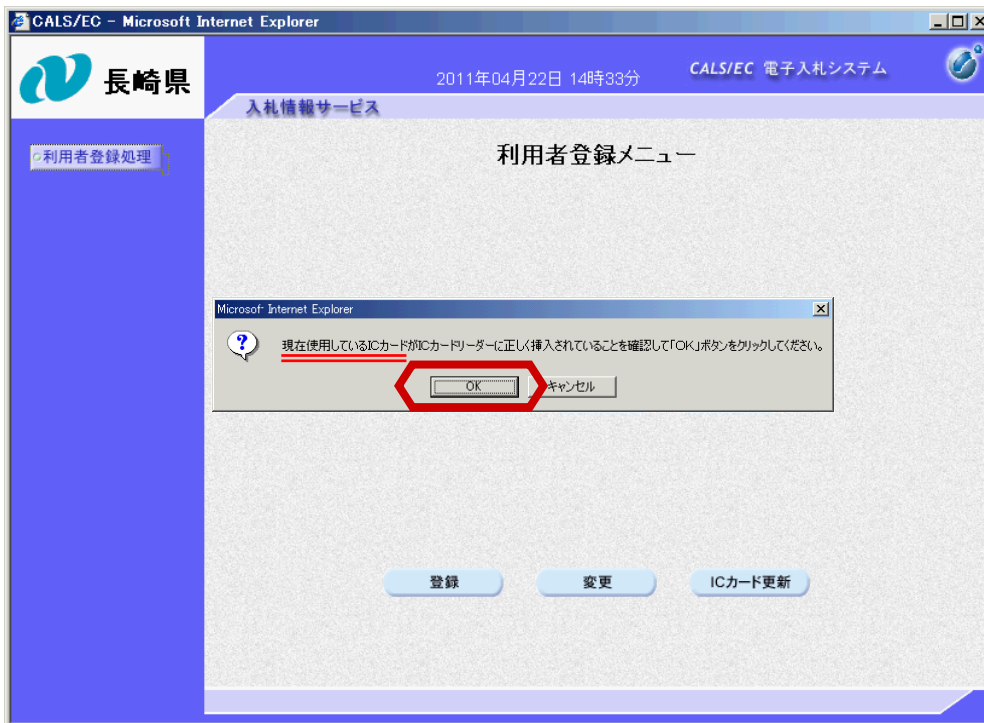 CALS/EC - Microsoft Internet Explorer
長崎県
2011年04月22日 14時33分
CALS/EC 電子入札システム
入札情報サービス
利用者登録処理
利用者登録メニュー
Microsoft Internet Explorer
現在使用しているICカードがICカードリーダーに正しく挿入されていることを確認して「OK」ボタンをクリックしてください。
OK
キャンセル
登録
変更
ICカード更新